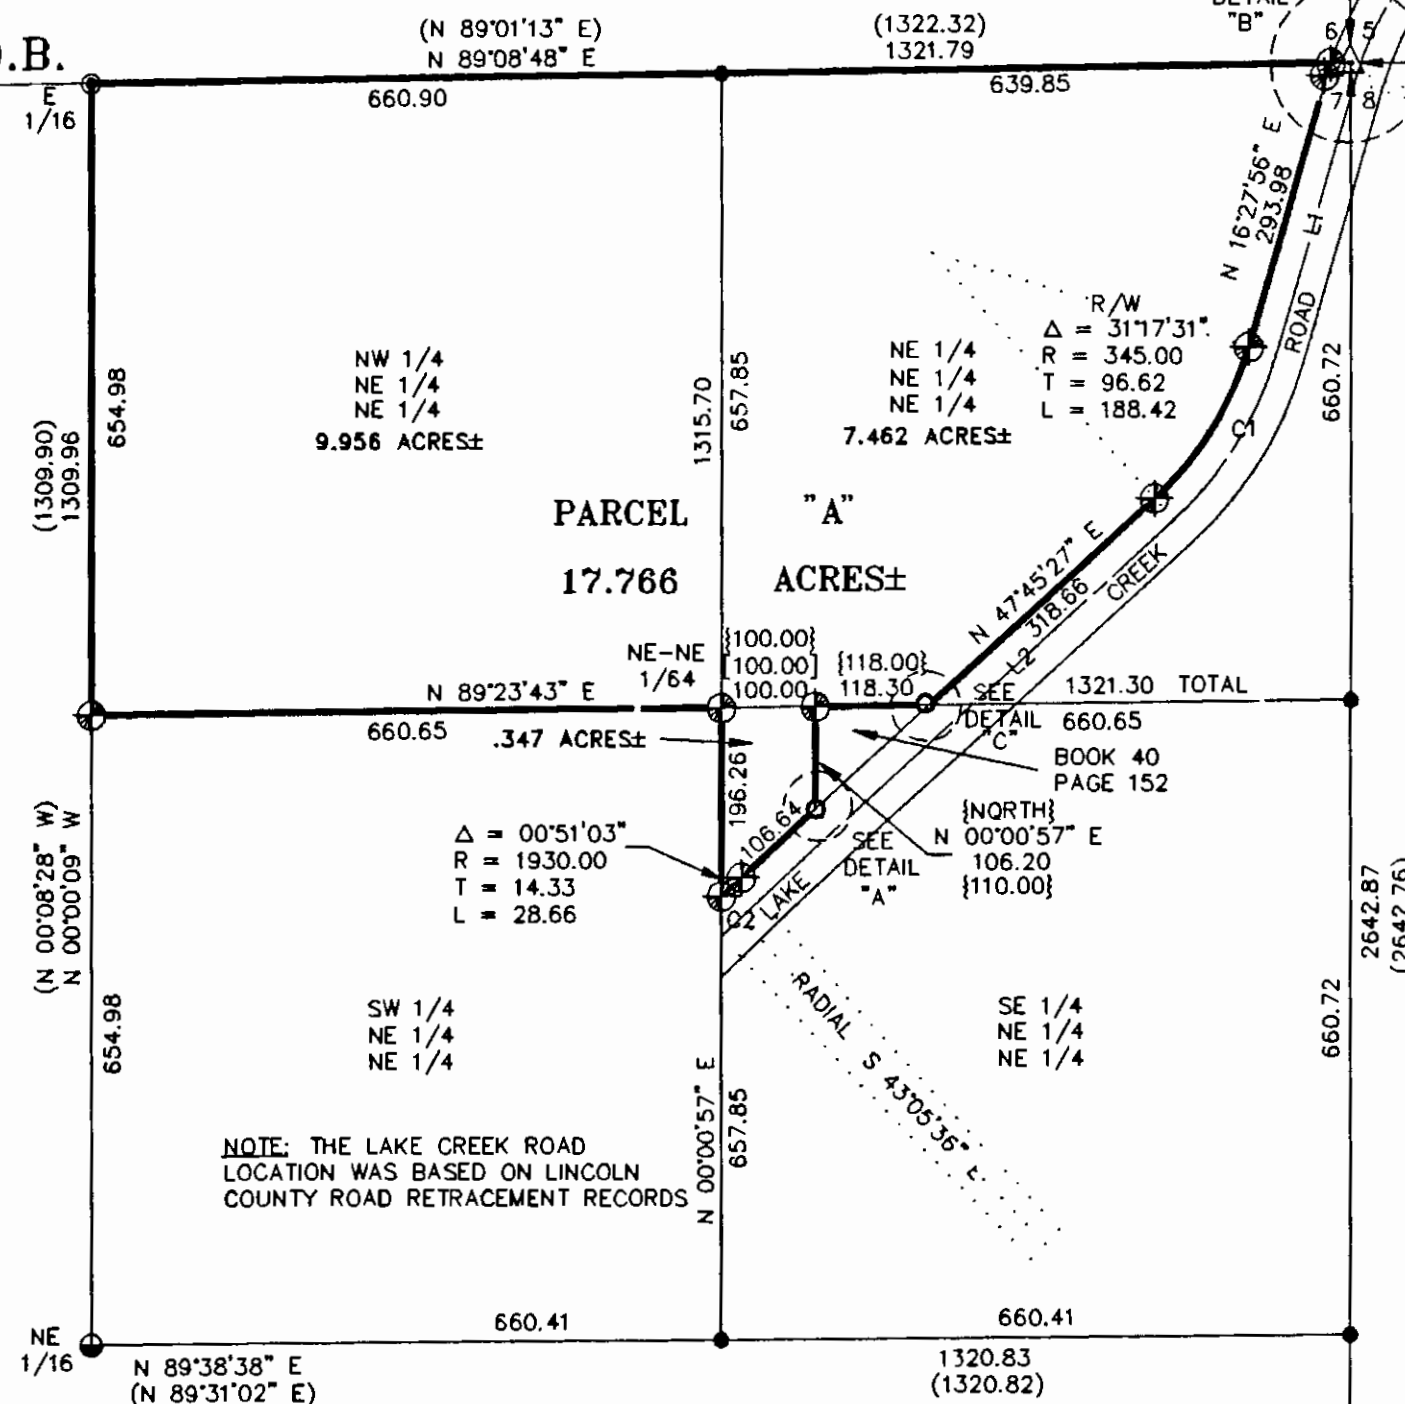 DETAIL
"B"
(N 89°01'13" E)
N 89°08'48" E
(1322.32)
1321.79
.B.
E
1/16
660.90
639.85
6 5
7 8
N 16°27'56" E
293.98
L1
ROAD
R/W
Δ = 31°17'31"
R = 345.00
T = 96.62
L = 188.42
NW 1/4
NE 1/4
NE 1/4
9.956 ACRES±
NE 1/4
NE 1/4
NE 1/4
7.462 ACRES±
654.98
(1309.90)
1309.96
1315.70
657.85
660.72
C1
PARCEL "A"
17.766 ACRES±
N 47°45'27" E
318.66
L2
CREEK
NE-NE
1/64
{100.00}
[100.00]
100.00
{118.00}
118.30
N 89°23'43" E
660.65
SEE
DETAIL
"C"
1321.30 TOTAL
660.65
.347 ACRES±
BOOK 40
PAGE 152
196.26
106.64
{NORTH}
N 00°00'57" E
106.20
{110.00}
SEE
DETAIL
"A"
Δ = 00°51'03"
R = 1930.00
T = 14.33
L = 28.66
C2
LAKE
(N 00°08'28" W)
N 00°00'09" W
2642.87
(2642.76)
RADIAL S 43°05'36" E
SW 1/4
NE 1/4
NE 1/4
SE 1/4
NE 1/4
NE 1/4
654.98
660.72
N 00°00'57" E
657.85
NOTE: THE LAKE CREEK ROAD
LOCATION WAS BASED ON LINCOLN
COUNTY ROAD RETRACEMENT RECORDS
660.41
660.41
NE
1/16
N 89°38'38" E
(N 89°31'02" E)
1320.83
(1320.82)